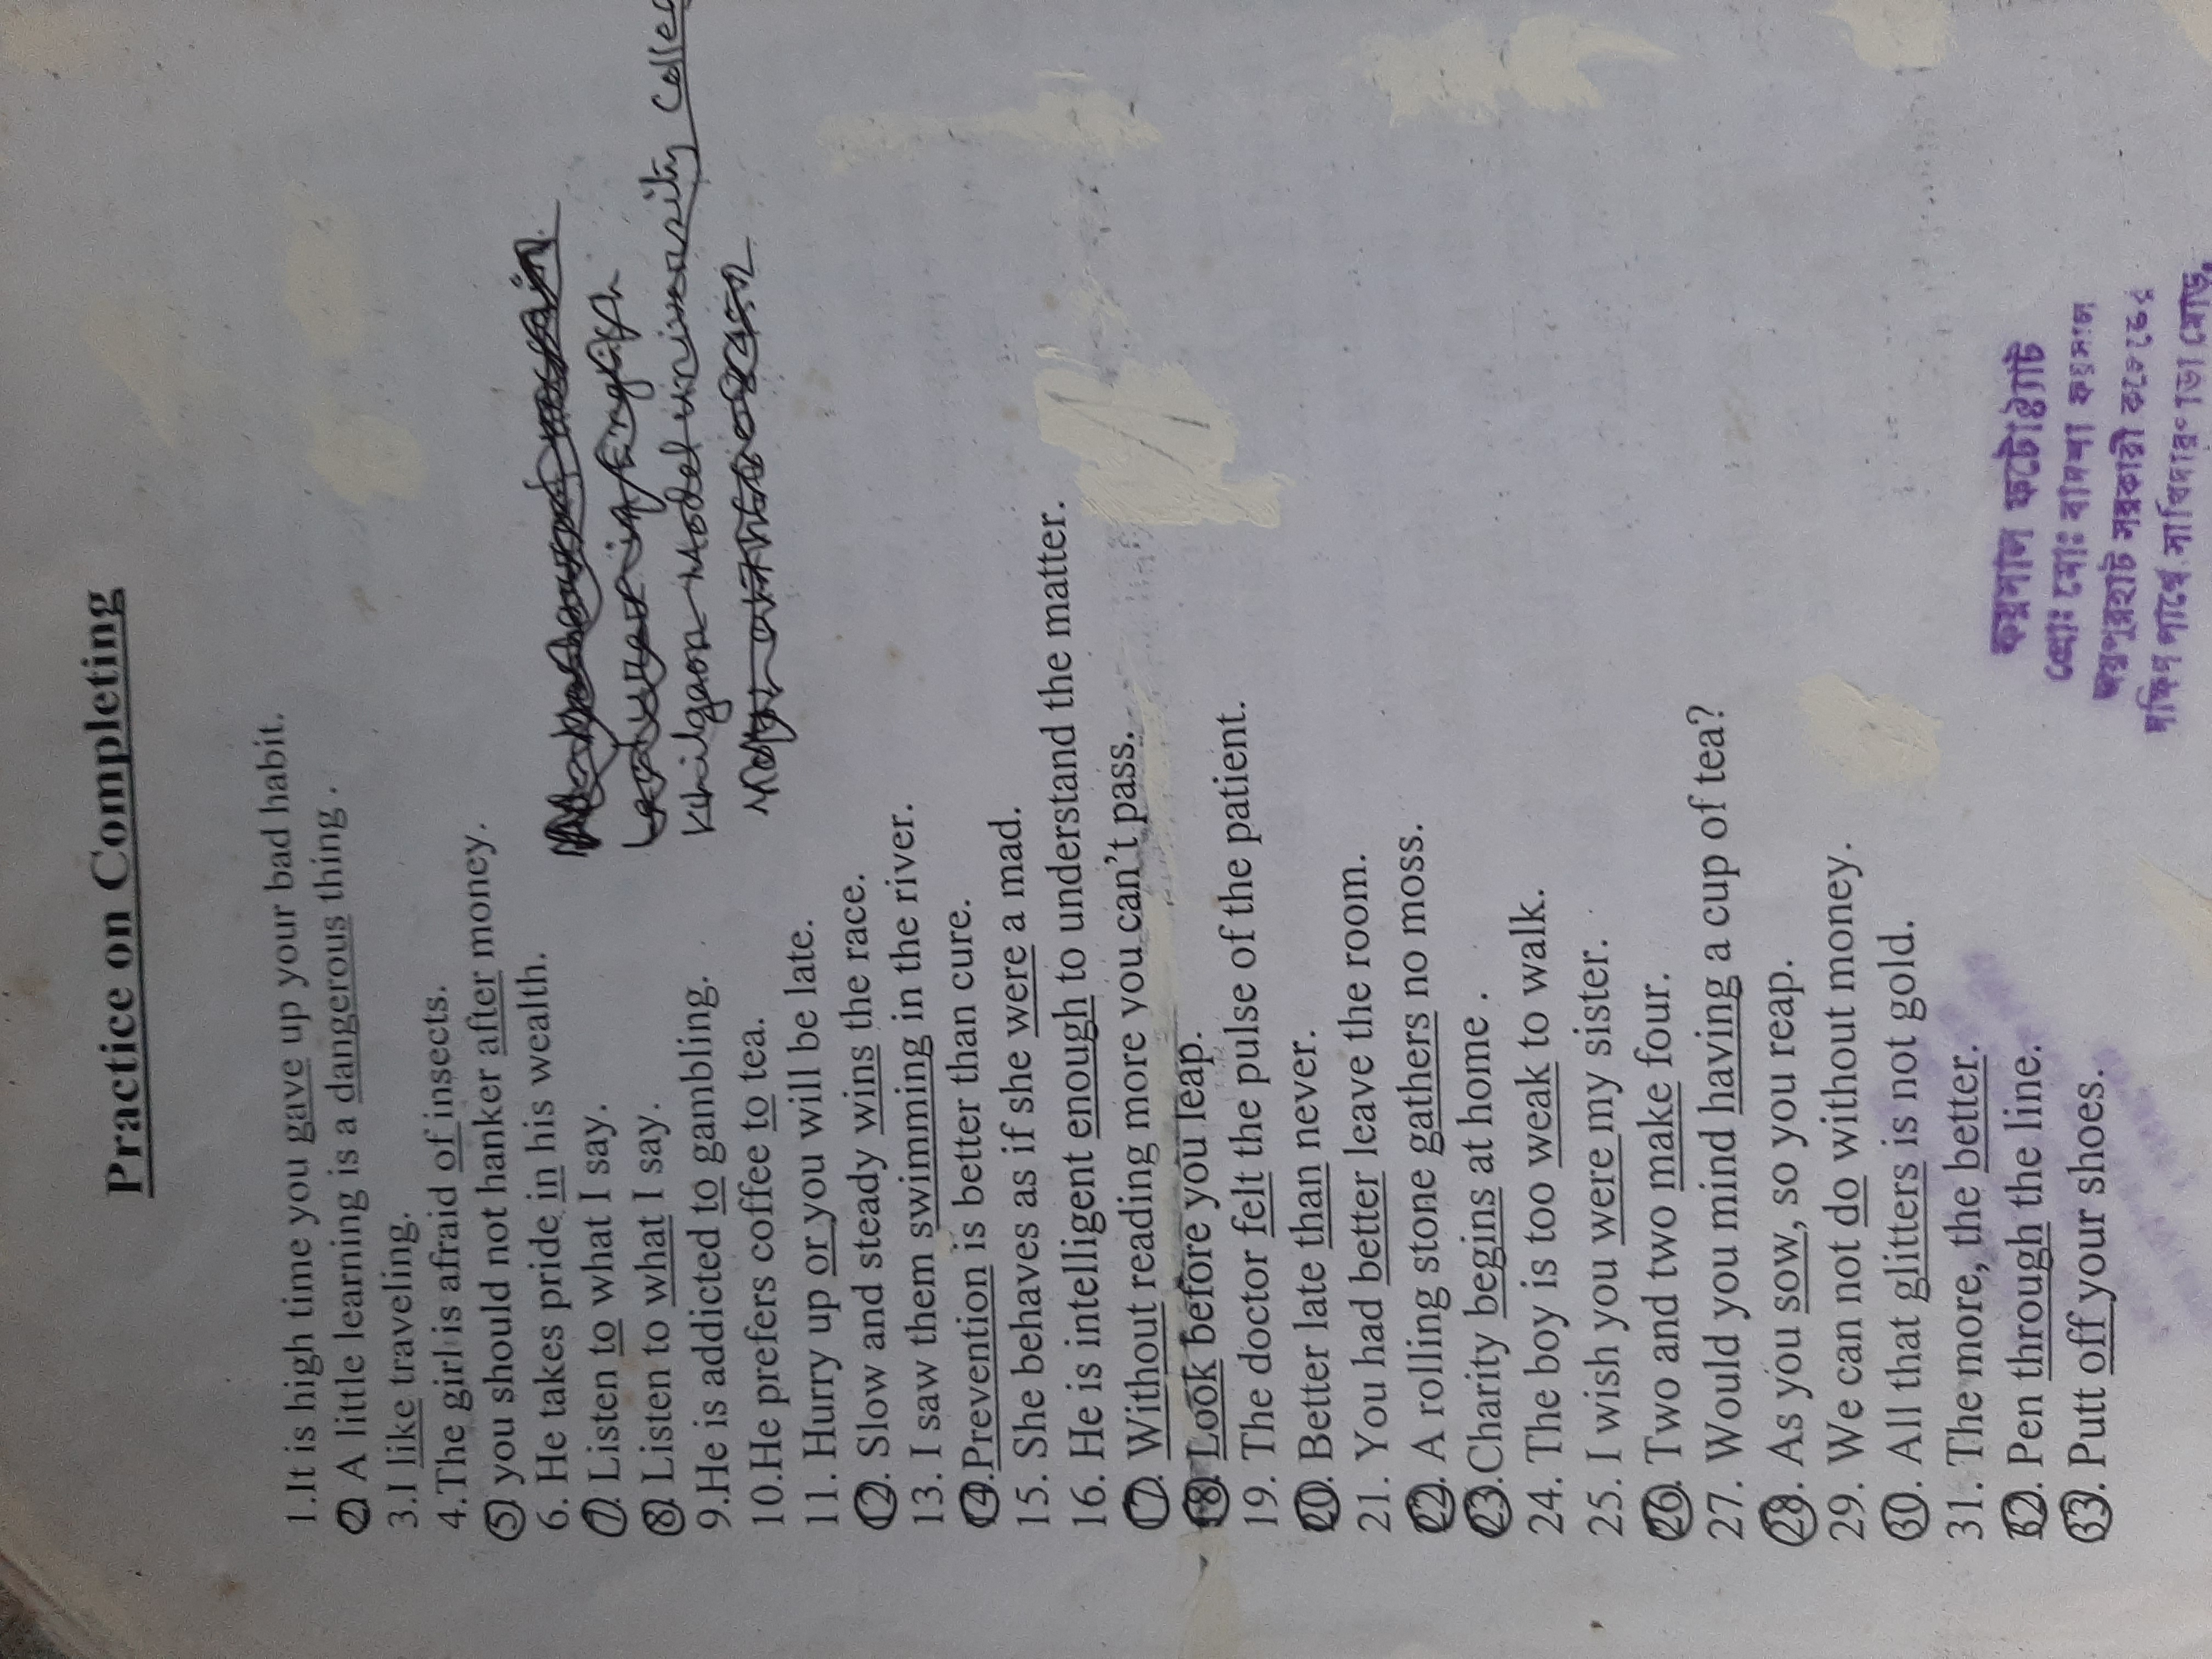 Practice on Completing
1.It is high time you gave up your bad habit.
2. A little learning is a dangerous thing .
3.I like traveling.
4.The girl is afraid of insects.
5. you should not hanker after money.
6. He takes pride in his wealth.
7. Listen to what I say.
8. Listen to what I say.
9.He is addicted to gambling.
10.He prefers coffee to tea.
Lecturer in English
Khilgaon Model University Colleg
11. Hurry up or you will be late.
12. Slow and steady wins the race.
13. I saw them swimming in the river.
14.Prevention is better than cure.
15. She behaves as if she were a mad.
16. He is intelligent enough to understand the matter.
17. Without reading more you can't pass.
18. Look before you leap.
19. The doctor felt the pulse of the patient.
20. Better late than never.
21. You had better leave the room.
22. A rolling stone gathers no moss.
23.Charity begins at home .
24. The boy is too weak to walk.
25. I wish you were my sister.
26. Two and two make four.
27. Would you mind having a cup of tea?
28. As you sow, so you reap.
29. We can not do without money.
30. All that glitters is not gold.
31. The more, the better.
32. Pen through the line.
33. Putt off your shoes.
ফয়সাল ফটোষ্ট্যাট
প্রোঃ মোঃ বাদশা ফয়সাল
জয়পুরহাট সরকারী কলেজের
দক্ষিণ পার্শ্বে মোড়.